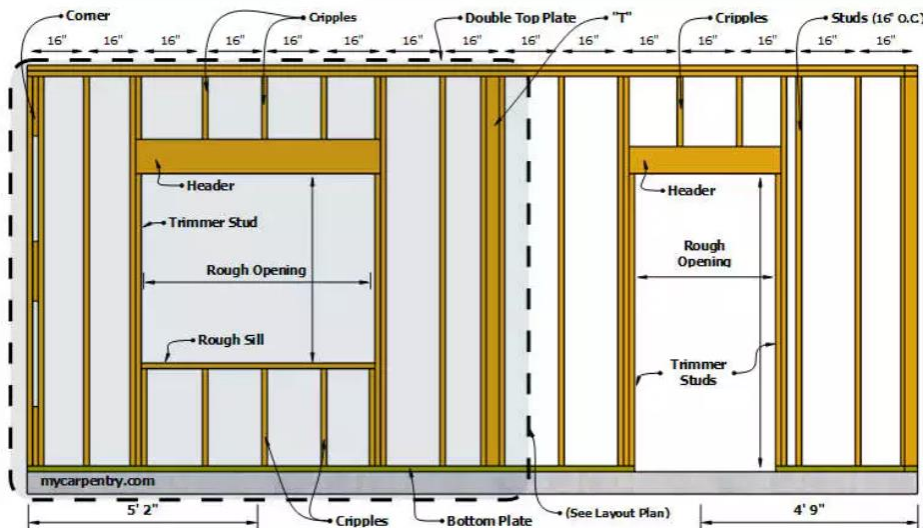 Corner
Cripples
Double Top Plate
"T"
Cripples
Studs (16" O.C)
16" 16" 16" 16" 16" 16" 16" 16" 16" 16" 16" 16" 16" 16" 16"
Header
Trimmer Stud
Rough Opening
Rough Sill
Header
Rough
Opening
Trimmer
Studs
mycarpentry.com
5' 2"
Cripples
Bottom Plate
(See Layout Plan)
4' 9"